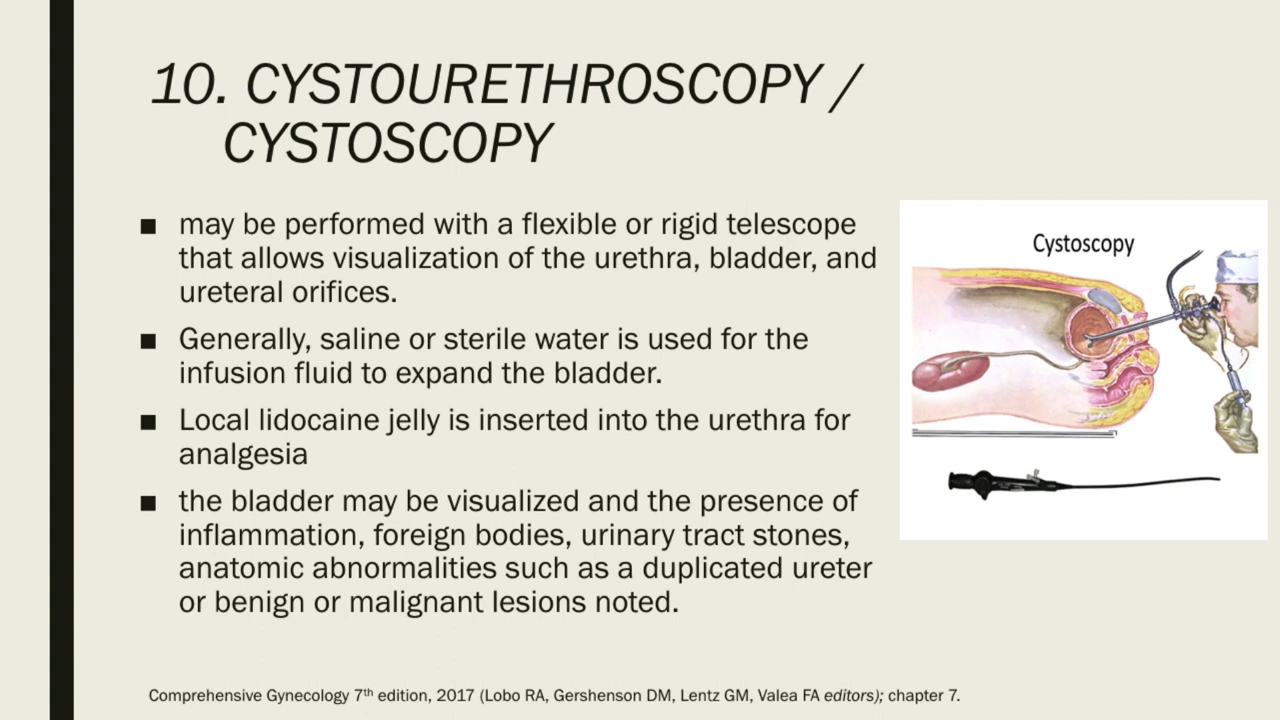 10. CYSTOURETHROSCOPY /
CYSTOSCOPY
■ may be performed with a flexible or rigid telescope
that allows visualization of the urethra, bladder, and
ureteral orifices.
■ Generally, saline or sterile water is used for the
infusion fluid to expand the bladder.
■ Local lidocaine jelly is inserted into the urethra for
analgesia
■ the bladder may be visualized and the presence of
inflammation, foreign bodies, urinary tract stones,
anatomic abnormalities such as a duplicated ureter
or benign or malignant lesions noted.
Cystoscopy
Comprehensive Gynecology 7th edition, 2017 (Lobo RA, Gershenson DM, Lentz GM, Valea FA editors); chapter 7.